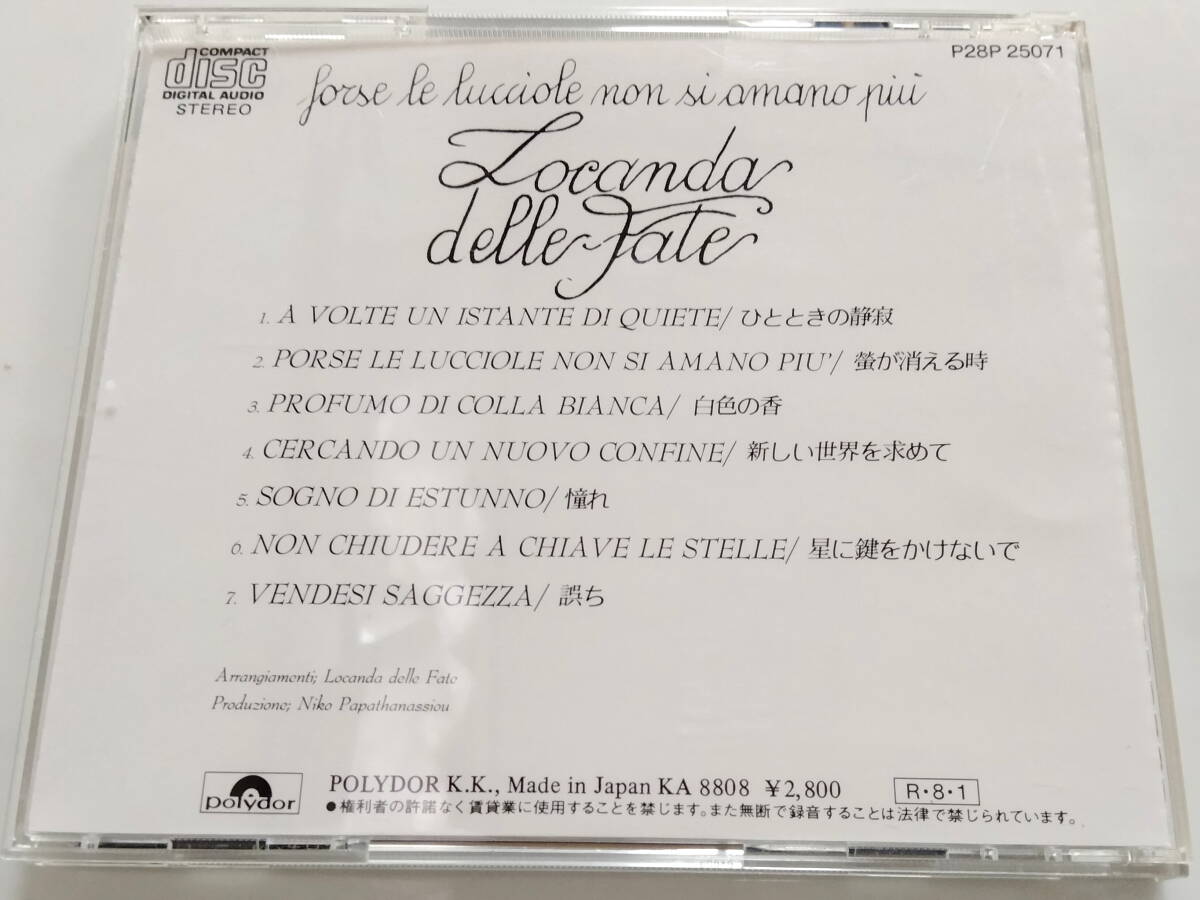 COMPACT
disc
DIGITAL AUDIO
STEREO
P28P 25071
forse le lucciole non si amano più
Locanda
delle Fate
1. A VOLTE UN ISTANTE DI QUIETE/ ひとときの静寂
2. PORSE LE LUCCIOLE NON SI AMANO PIU'/ 螢が消える時
3. PROFUMO DI COLLA BIANCA/ 白色の香
4. CERCANDO UN NUOVO CONFINE/ 新しい世界を求めて
5. SOGNO DI ESTUNNO/ 憧れ
6. NON CHIUDERE A CHIAVE LE STELLE/ 星に鍵をかけないで
7. VENDESI SAGGEZZA/ 誤ち
Arrangiamenti; Locanda delle Fate
Produzione; Niko Papathanassiou
polydor
POLYDOR K.K., Made in Japan KA 8808 ¥2,800
R・8・1
●権利者の許諾なく賃貸業に使用することを禁じます。また無断で録音することは法律で禁じられています。